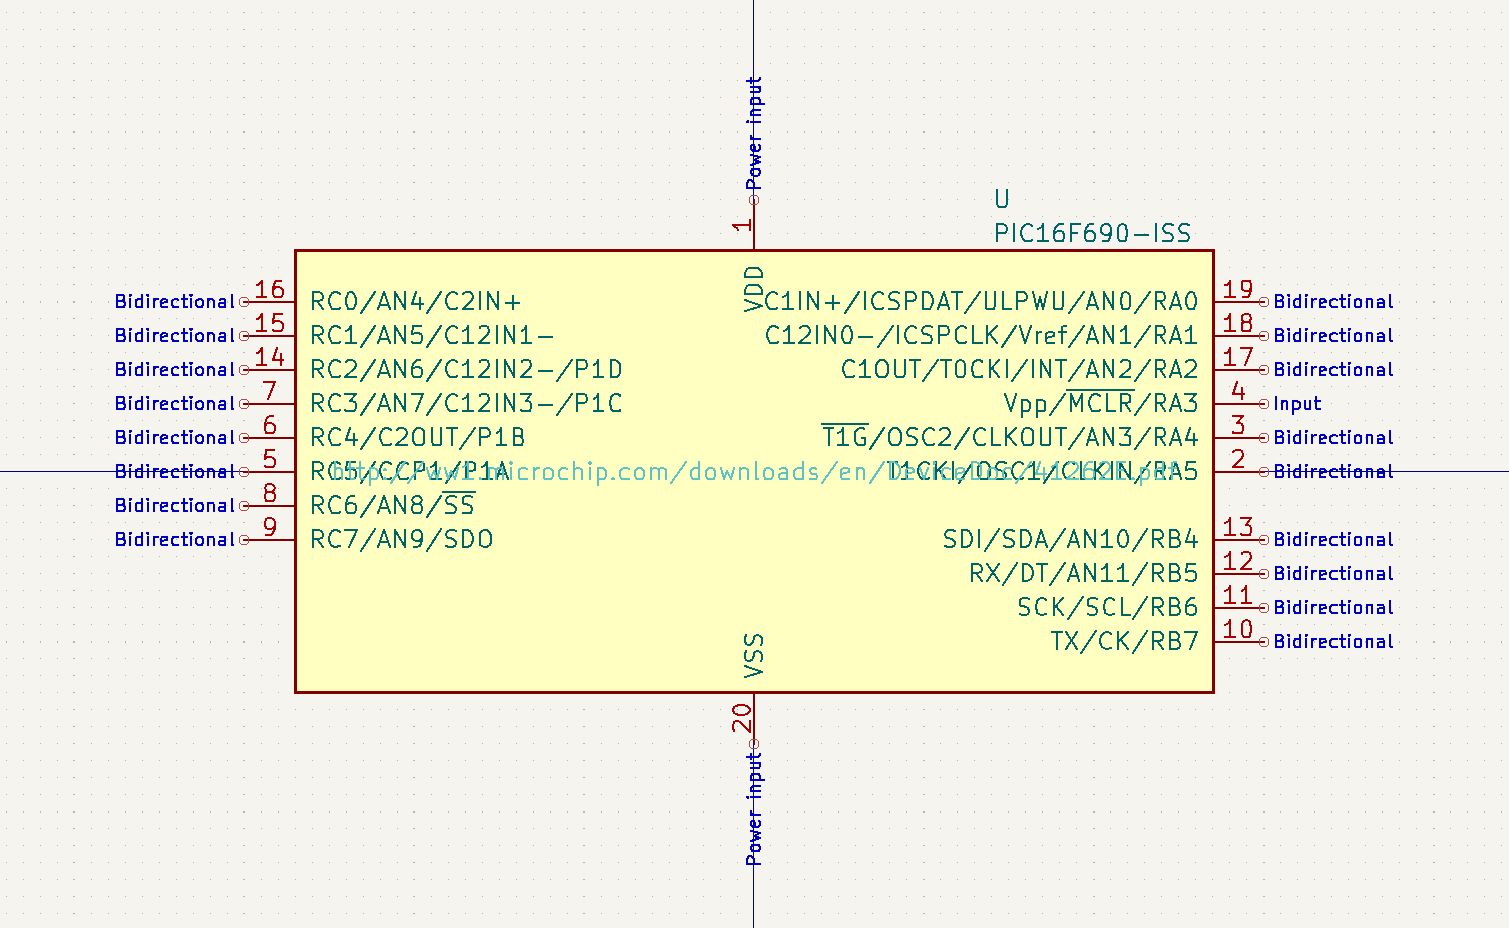 Power input
1
U
PIC16F690-ISS
VDD
Bidirectional 16 RC0/AN4/C2IN+ C1IN+/ICSPDAT/ULPWU/AN0/RA0 19 Bidirectional
Bidirectional 15 RC1/AN5/C12IN1- C12IN0-/ICSPCLK/Vref/AN1/RA1 18 Bidirectional
Bidirectional 14 RC2/AN6/C12IN2-/P1D C1OUT/T0CKI/INT/AN2/RA2 17 Bidirectional
Bidirectional 7 RC3/AN7/C12IN3-/P1C Vpp/MCLR/RA3 4 Input
Bidirectional 6 RC4/C2OUT/P1B T1G/OSC2/CLKOUT/AN3/RA4 3 Bidirectional
Bidirectional 5 RC5/CCP1/P1A T1CKI/OSC1/CLKIN/RA5 2 Bidirectional
http://ww1.microchip.com/downloads/en/DeviceDoc/41262E.pdf
Bidirectional 8 RC6/AN8/SS
Bidirectional 9 RC7/AN9/SDO SDI/SDA/AN10/RB4 13 Bidirectional
RX/DT/AN11/RB5 12 Bidirectional
SCK/SCL/RB6 11 Bidirectional
TX/CK/RB7 10 Bidirectional
VSS
20
Power input